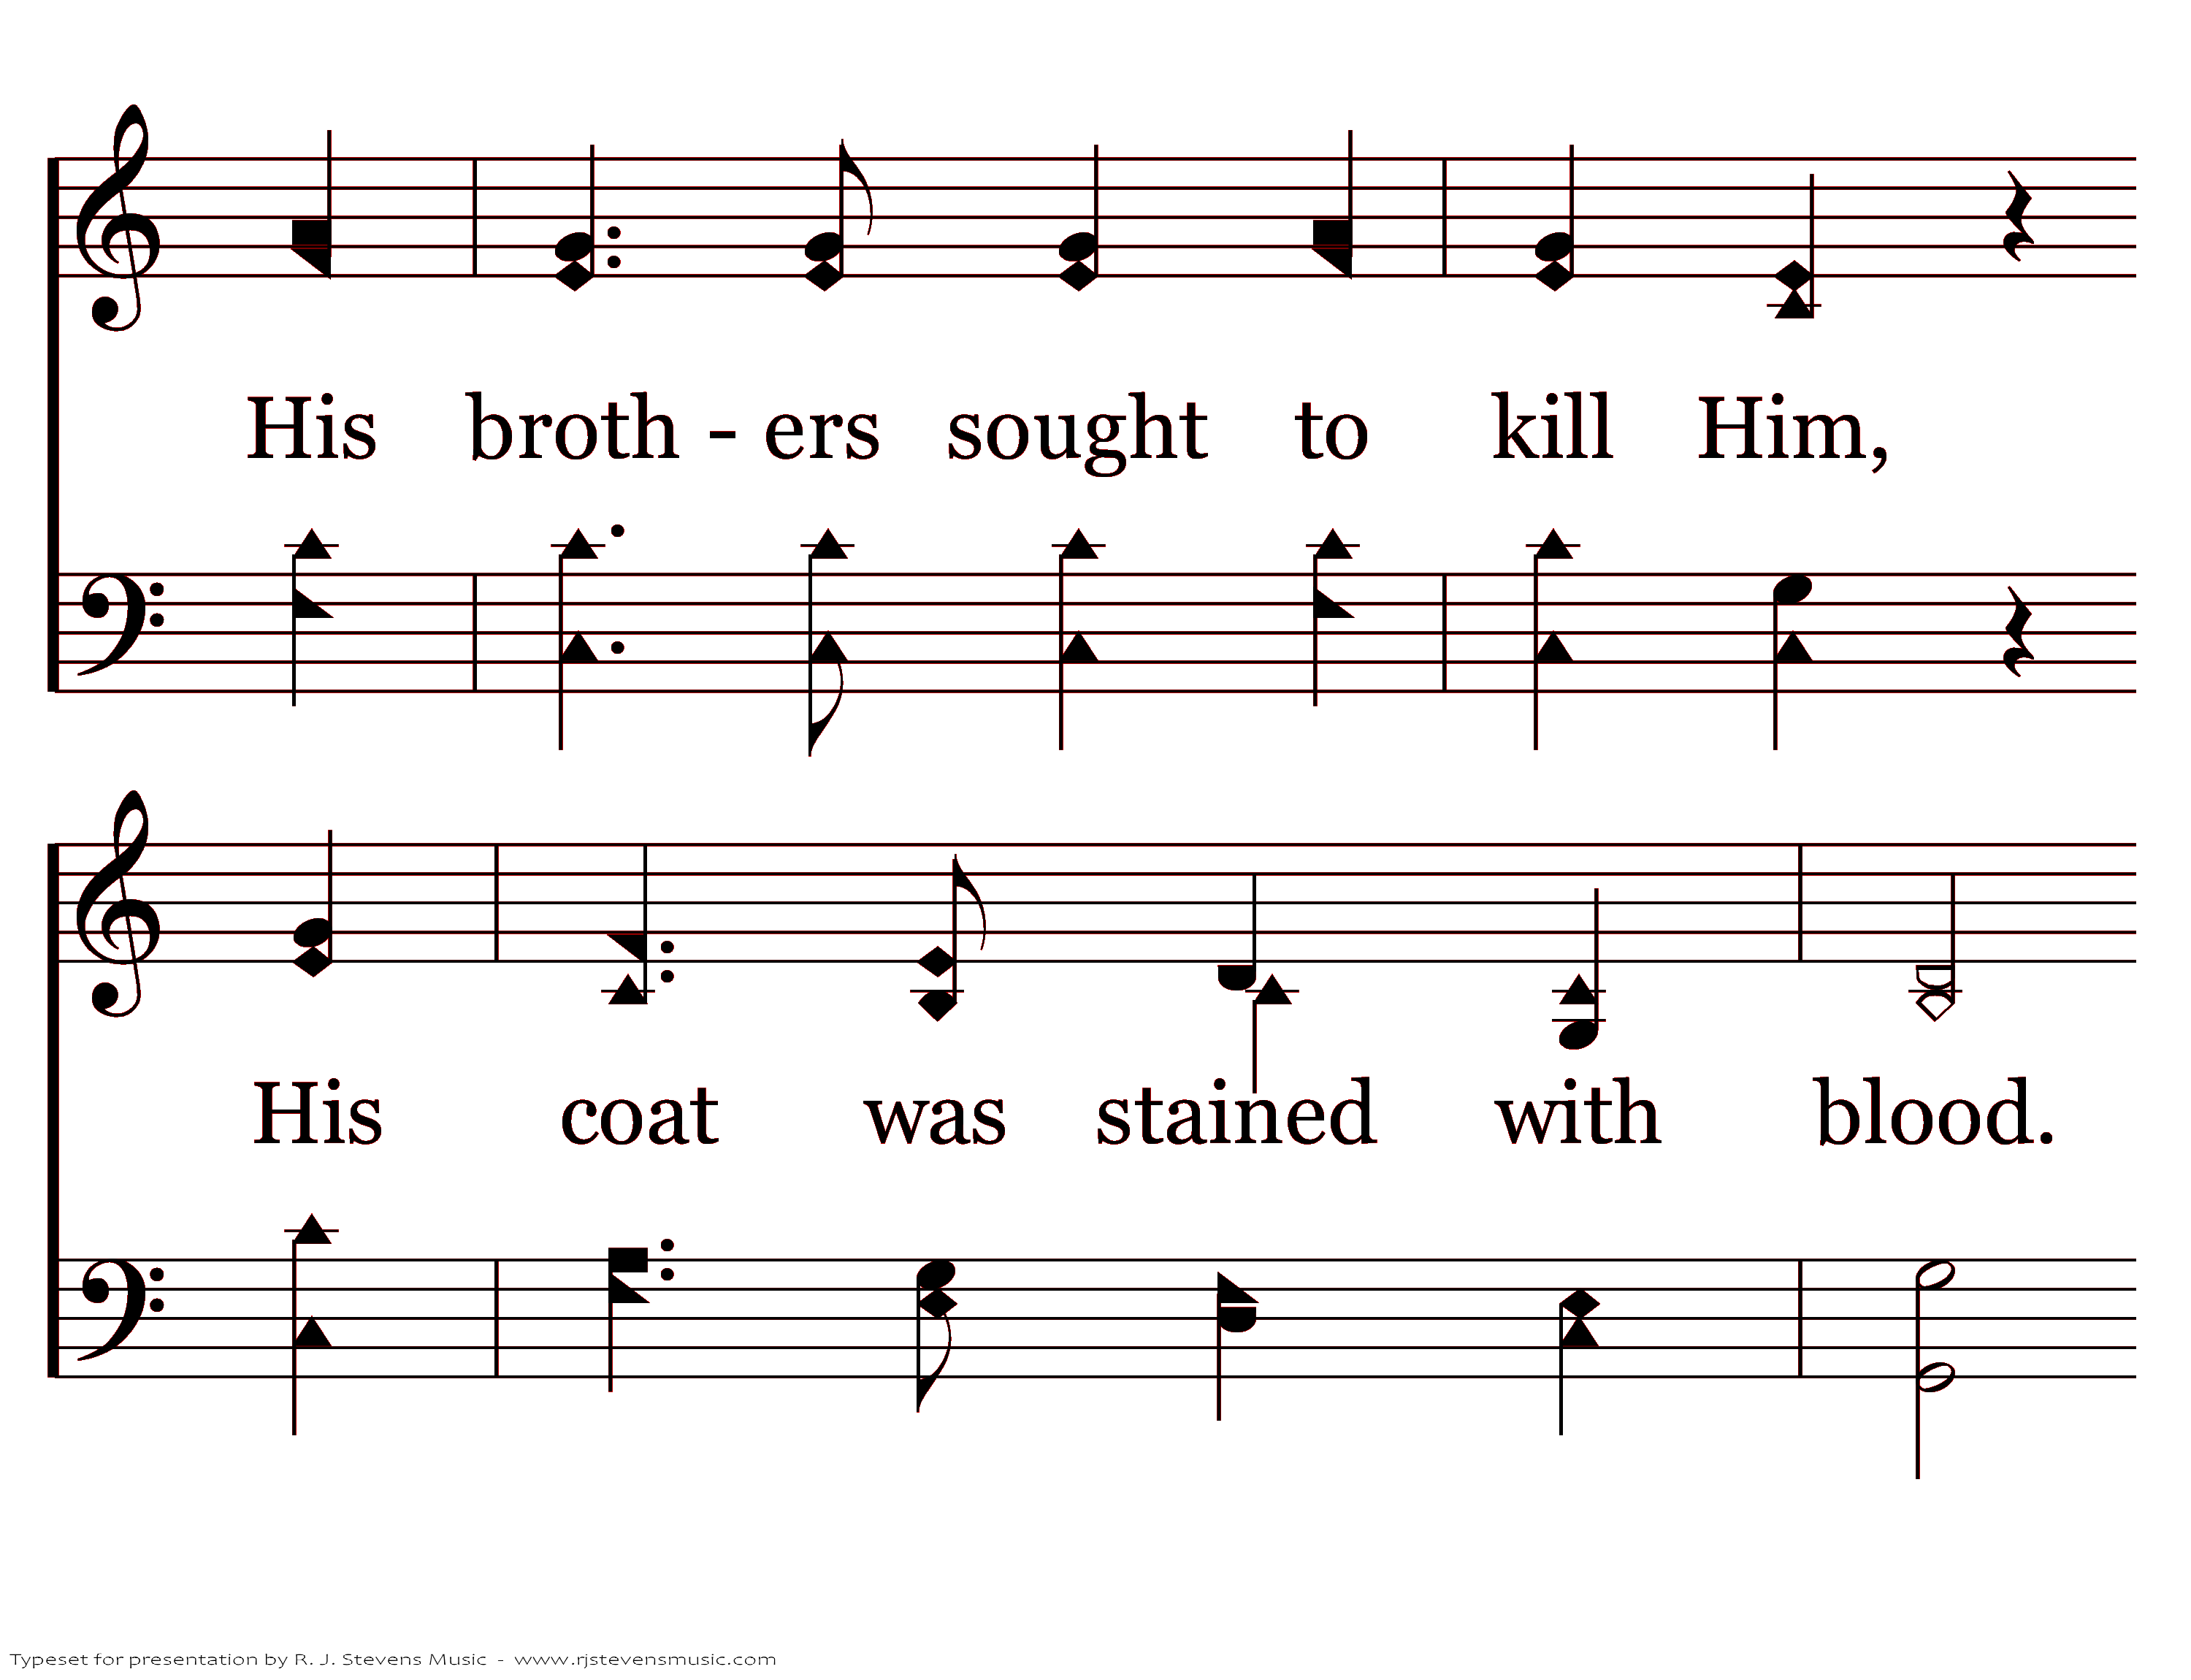 His broth - ers sought to kill Him,
His coat was stained with blood.
Typeset for presentation by R. J. Stevens Music - www.rjstevensmusic.com